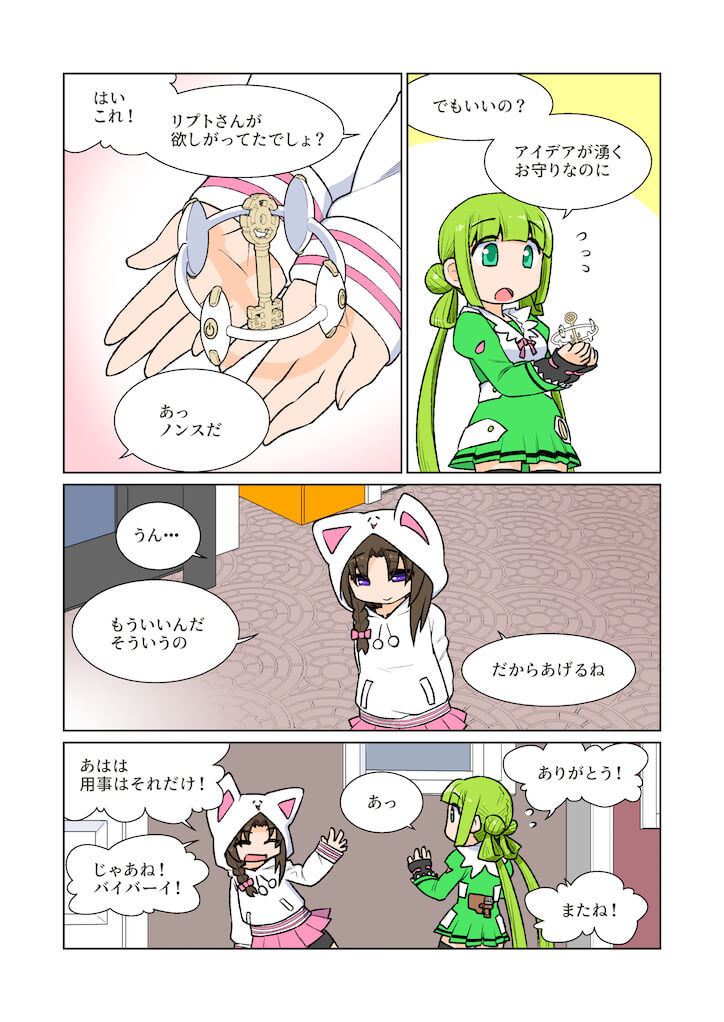 でもいいの？
アイデアが湧く
お守りなのに
っっっ
はい
これ！
リプトさんが
欲しがってたでしょ？
あっ
ノンスだ
うん…
もういいんだ
そういうの
だからあげるね
ありがとう！
あっ
またね！
あはは
用事はそれだけ！
じゃあね！
バイバーイ！